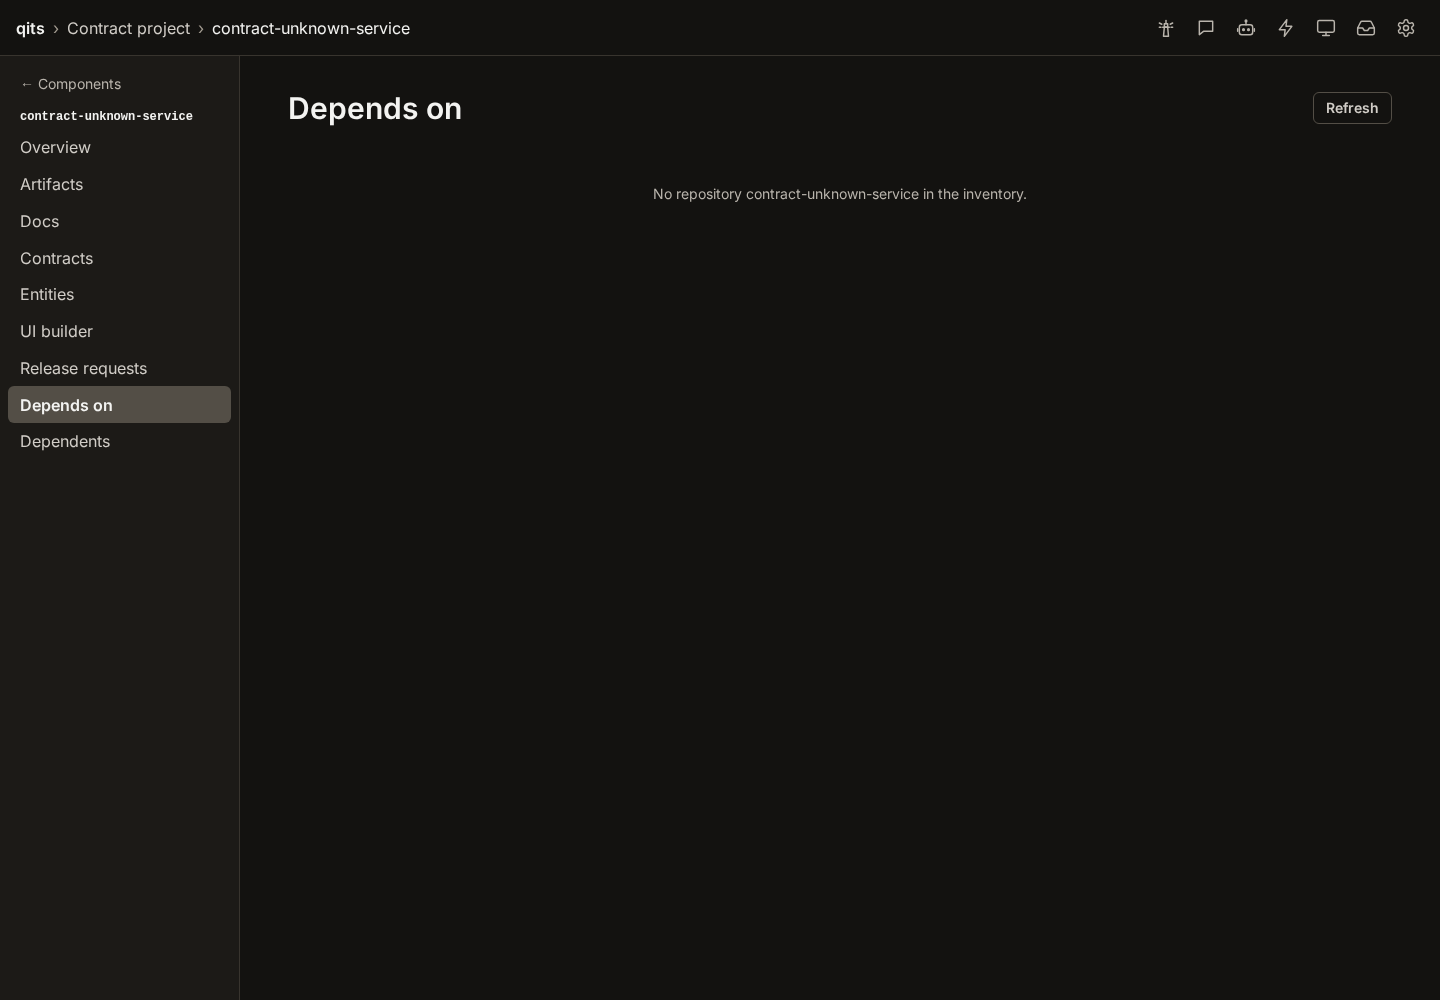 qits › Contract project › contract-unknown-service
← Components
contract-unknown-service
Overview
Artifacts
Docs
Contracts
Entities
UI builder
Release requests
Depends on
Dependents
Depends on
Refresh
No repository contract-unknown-service in the inventory.